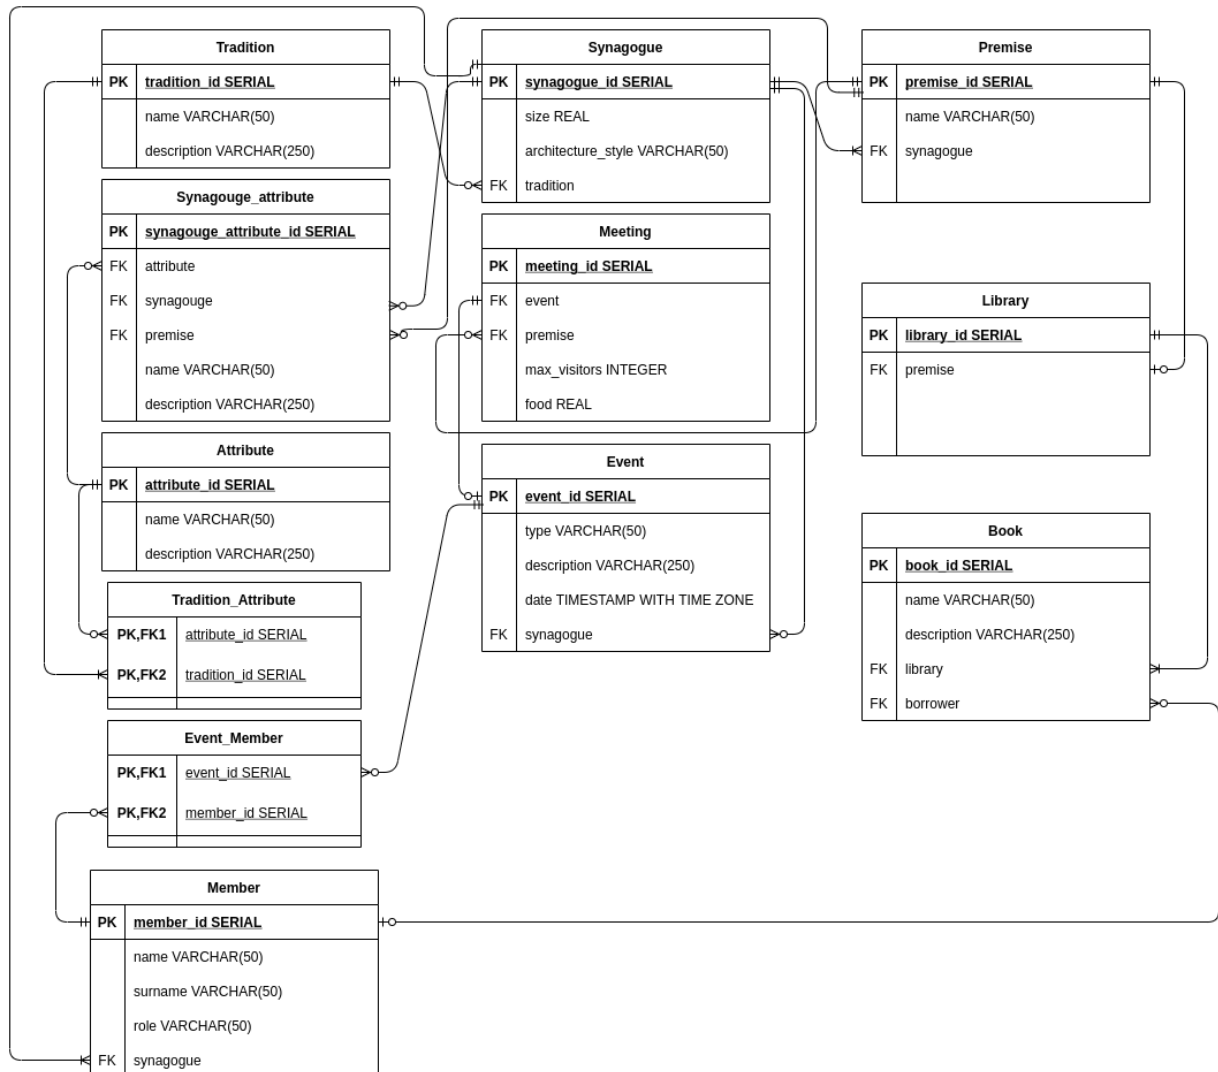 Tradition
PK tradition_id SERIAL
name VARCHAR(50)
description VARCHAR(250)
Synagouge_attribute
PK synagouge_attribute_id SERIAL
FK attribute
FK synagouge
FK premise
name VARCHAR(50)
description VARCHAR(250)
Attribute
PK attribute_id SERIAL
name VARCHAR(50)
description VARCHAR(250)
Tradition_Attribute
PK,FK1 attribute_id SERIAL
PK,FK2 tradition_id SERIAL
Event_Member
PK,FK1 event_id SERIAL
PK,FK2 member_id SERIAL
Member
PK member_id SERIAL
name VARCHAR(50)
surname VARCHAR(50)
role VARCHAR(50)
FK synagogue
Synagogue
PK synagogue_id SERIAL
size REAL
architecture_style VARCHAR(50)
FK tradition
Meeting
PK meeting_id SERIAL
FK event
FK premise
max_visitors INTEGER
food REAL
Event
PK event_id SERIAL
type VARCHAR(50)
description VARCHAR(250)
date TIMESTAMP WITH TIME ZONE
FK synagogue
Premise
PK premise_id SERIAL
name VARCHAR(50)
FK synagogue
Library
PK library_id SERIAL
FK premise
Book
PK book_id SERIAL
name VARCHAR(50)
description VARCHAR(250)
FK library
FK borrower